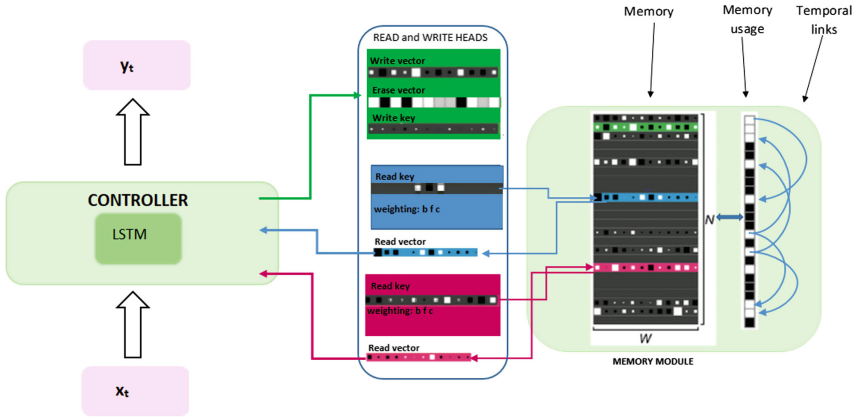 yt
CONTROLLER
LSTM
xt
READ and WRITE HEADS
Write vector
Erase vector
Write key
Read key
weighting: b f c
Read vector
Read key
weighting: b f c
Read vector
Memory
Memory
usage
Temporal
links
N
W
MEMORY MODULE